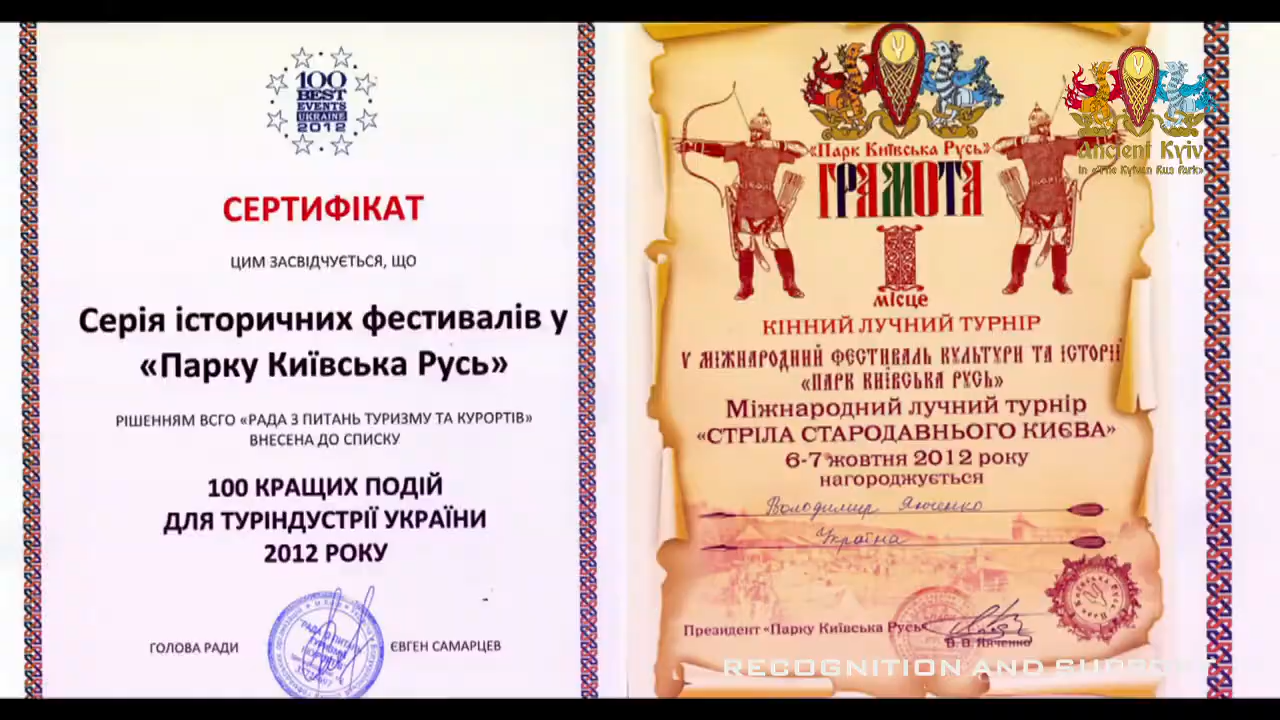 100
BEST
EVENTS
UKRAINE
2012
СЕРТИФІКАТ
ЦИМ ЗАСВІДЧУЄТЬСЯ, ЩО
Серія історичних фестивалів у
«Парку Київська Русь»
РІШЕННЯМ ВСГО «РАДА З ПИТАНЬ ТУРИЗМУ ТА КУРОРТІВ»
ВНЕСЕНА ДО СПИСКУ
100 КРАЩИХ ПОДІЙ
ДЛЯ ТУРІНДУСТРІЇ УКРАЇНИ
2012 РОКУ
ГОЛОВА РАДИ
ЄВГЕН САМАРЦЕВ
«Парк Київська Русь»
ГРАМОТА
I
місце
КІННИЙ ЛУЧНИЙ ТУРНІР
У МІЖНАРОДНИЙ ФЕСТИВАЛЬ КУЛЬТУРИ ТА ІСТОРІЇ
«ПАРК КИЇВСЬКА РУСЬ»
Міжнародний лучний турнір
«СТРІЛА СТАРОДАВНЬОГО КИЄВА»
6-7 жовтня 2012 року
нагороджується
Володимир
Україна
Президент «Парку Київська Русь»
В. В. Янченко
Ancient Kyiv
in «The Kyivan Rus Park»
RECOGNITION AND SUPPORT